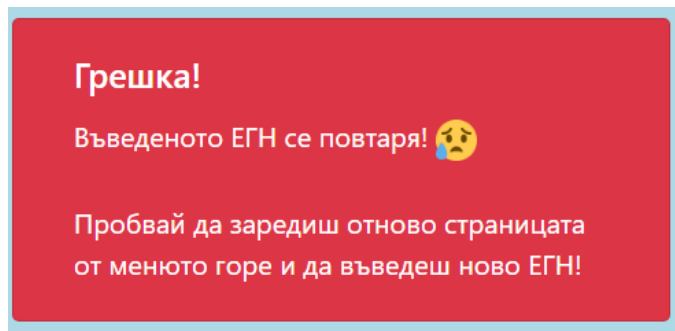 Грешка!
Въведеното ЕГН се повтаря! 😥
Пробвай да заредиш отново страницата
от менюто горе и да въведеш ново ЕГН!